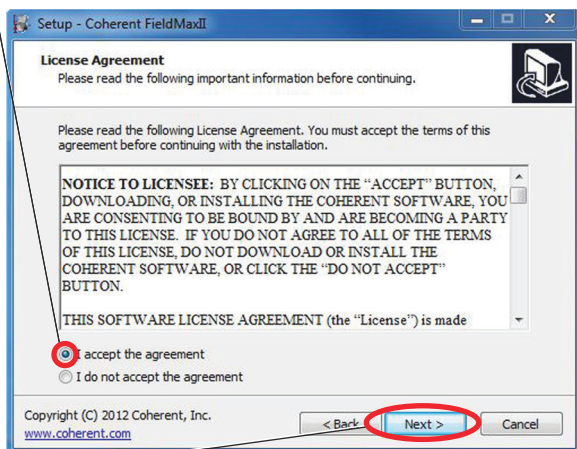 Setup - Coherent FieldMaxII
License Agreement
Please read the following important information before continuing.
Please read the following License Agreement. You must accept the terms of this
agreement before continuing with the installation.
NOTICE TO LICENSEE: BY CLICKING ON THE “ACCEPT” BUTTON,
DOWNLOADING, OR INSTALLING THE COHERENT SOFTWARE, YOU
ARE CONSENTING TO BE BOUND BY AND ARE BECOMING A PARTY
TO THIS LICENSE. IF YOU DO NOT AGREE TO ALL OF THE TERMS
OF THIS LICENSE, DO NOT DOWNLOAD OR INSTALL THE
COHERENT SOFTWARE, OR CLICK THE “DO NOT ACCEPT”
BUTTON.
THIS SOFTWARE LICENSE AGREEMENT (the “License”) is made
I accept the agreement
I do not accept the agreement
Copyright (C) 2012 Coherent, Inc.
www.coherent.com
< Back
Next >
Cancel